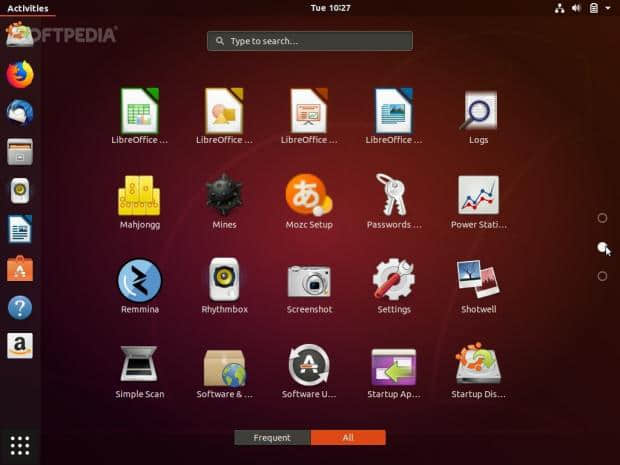 Activities
Tue 10:27
SOFTPEDIA
Type to search...
LibreOffice ...
LibreOffice ...
LibreOffice ...
LibreOffice ...
Logs
Mahjongg
Mines
あ
Mozc Setup
Passwords ...
Power Stati...
Remmina
Rhythmbox
Screenshot
Settings
Shotwell
Simple Scan
Software & ...
Software U...
Startup Ap...
Startup Dis...
Frequent
All